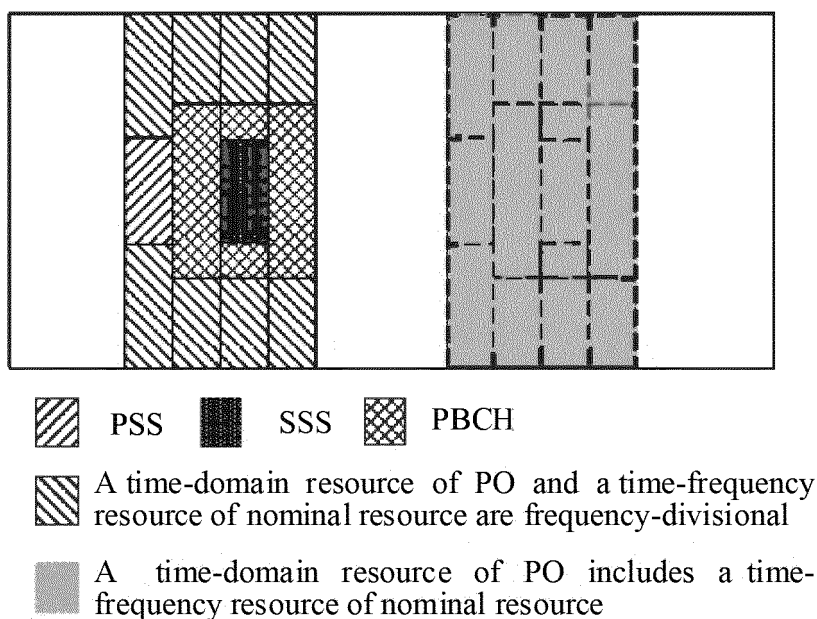 PSS SSS PBCH
A time-domain resource of PO and a time-frequency
resource of nominal resource are frequency-divisional
A time-domain resource of PO includes a time-
frequency resource of nominal resource